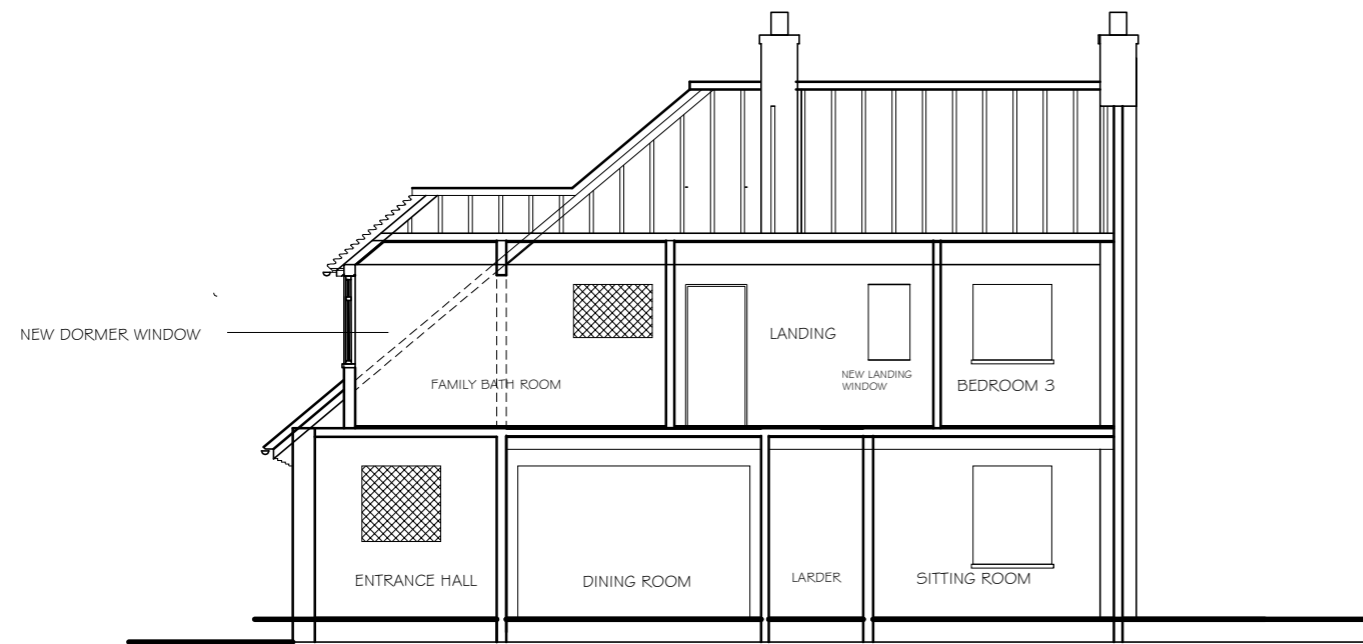 NEW DORMER WINDOW
LANDING
NEW LANDING
WINDOW
FAMILY BATH ROOM
BEDROOM 3
ENTRANCE HALL
DINING ROOM
LARDER
SITTING ROOM